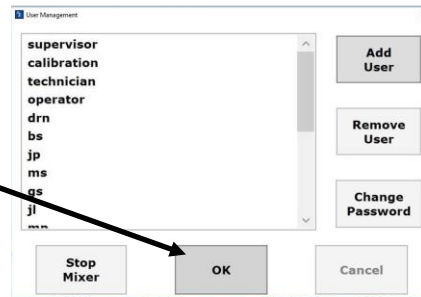 User Management
supervisor
calibration
technician
operator
drn
bs
jp
ms
gs
jl
Add
User
Remove
User
Change
Password
Stop
Mixer
OK
Cancel